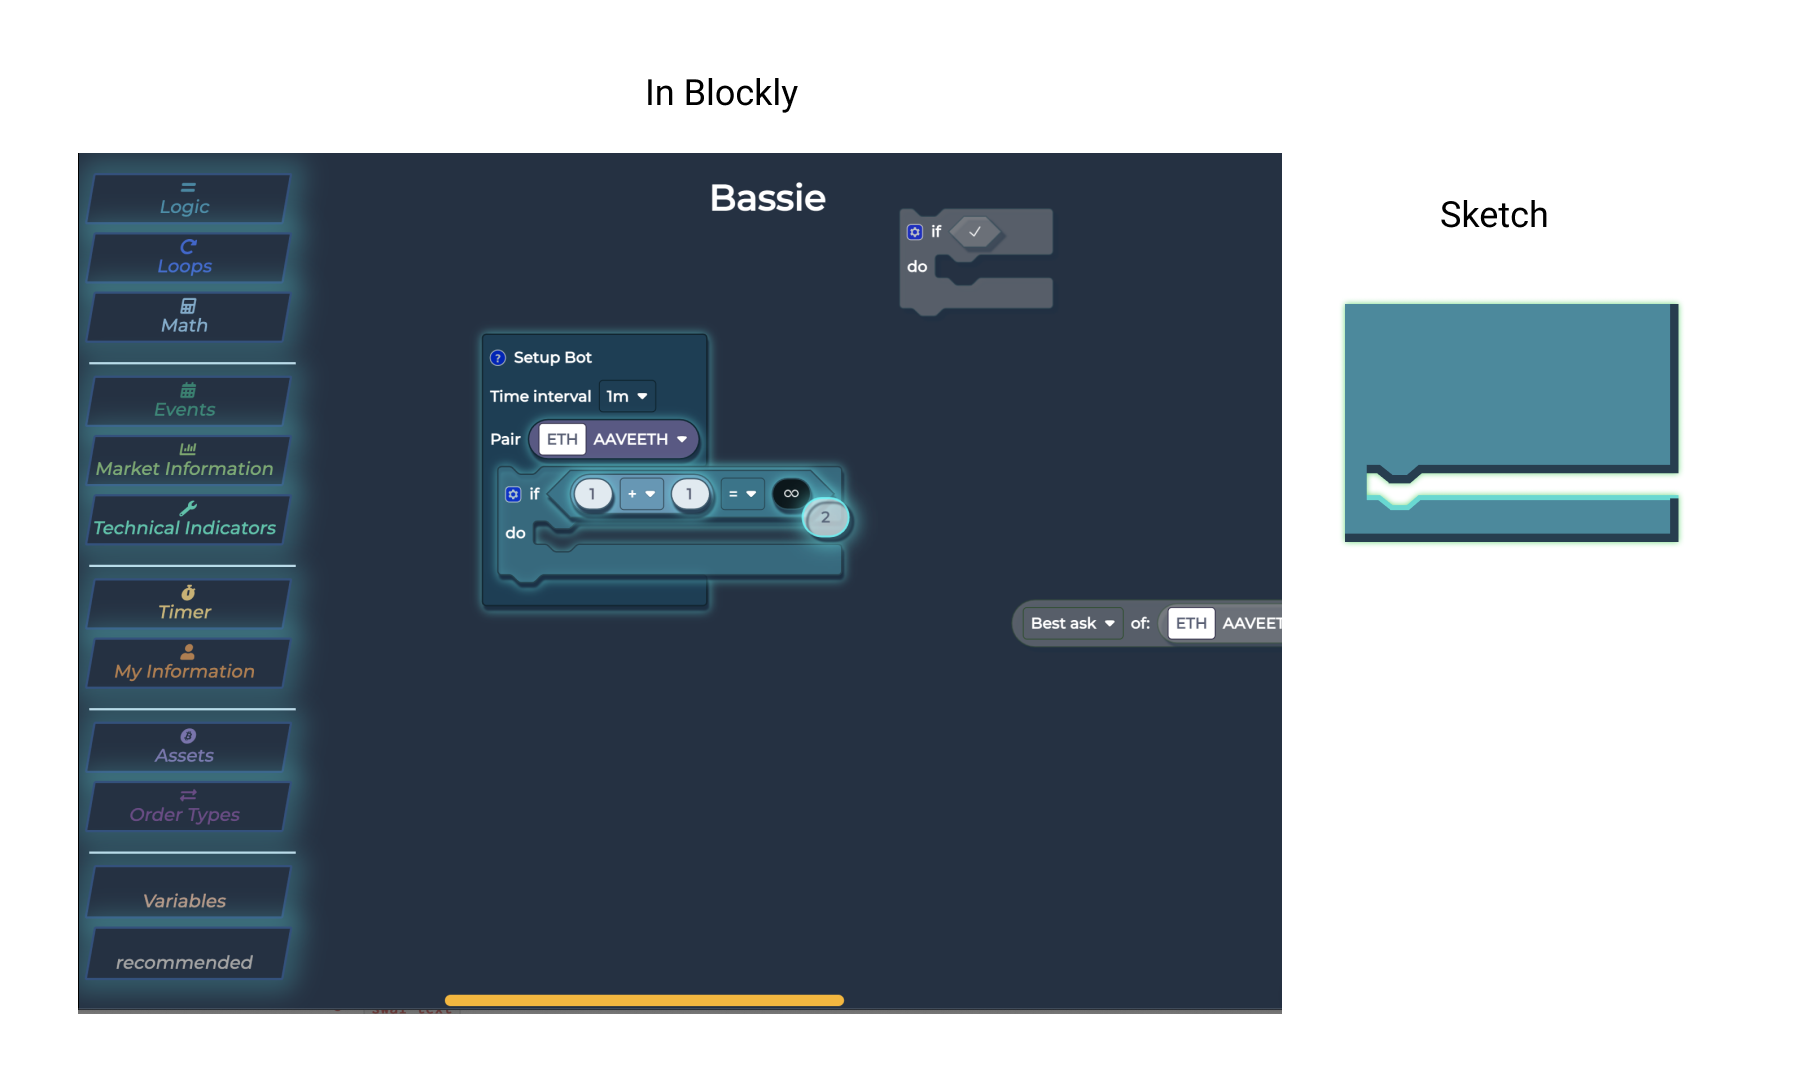 In Blockly
Sketch
Bassie
Logic
Loops
Math
Events
Market Information
Technical Indicators
Timer
My Information
Assets
Order Types
Variables
recommended
if ✓
do
? Setup Bot
Time interval 1m
Pair ETH AAVEETH
if 1 + 1 = ∞
2
do
Best ask of: ETH AAVEET